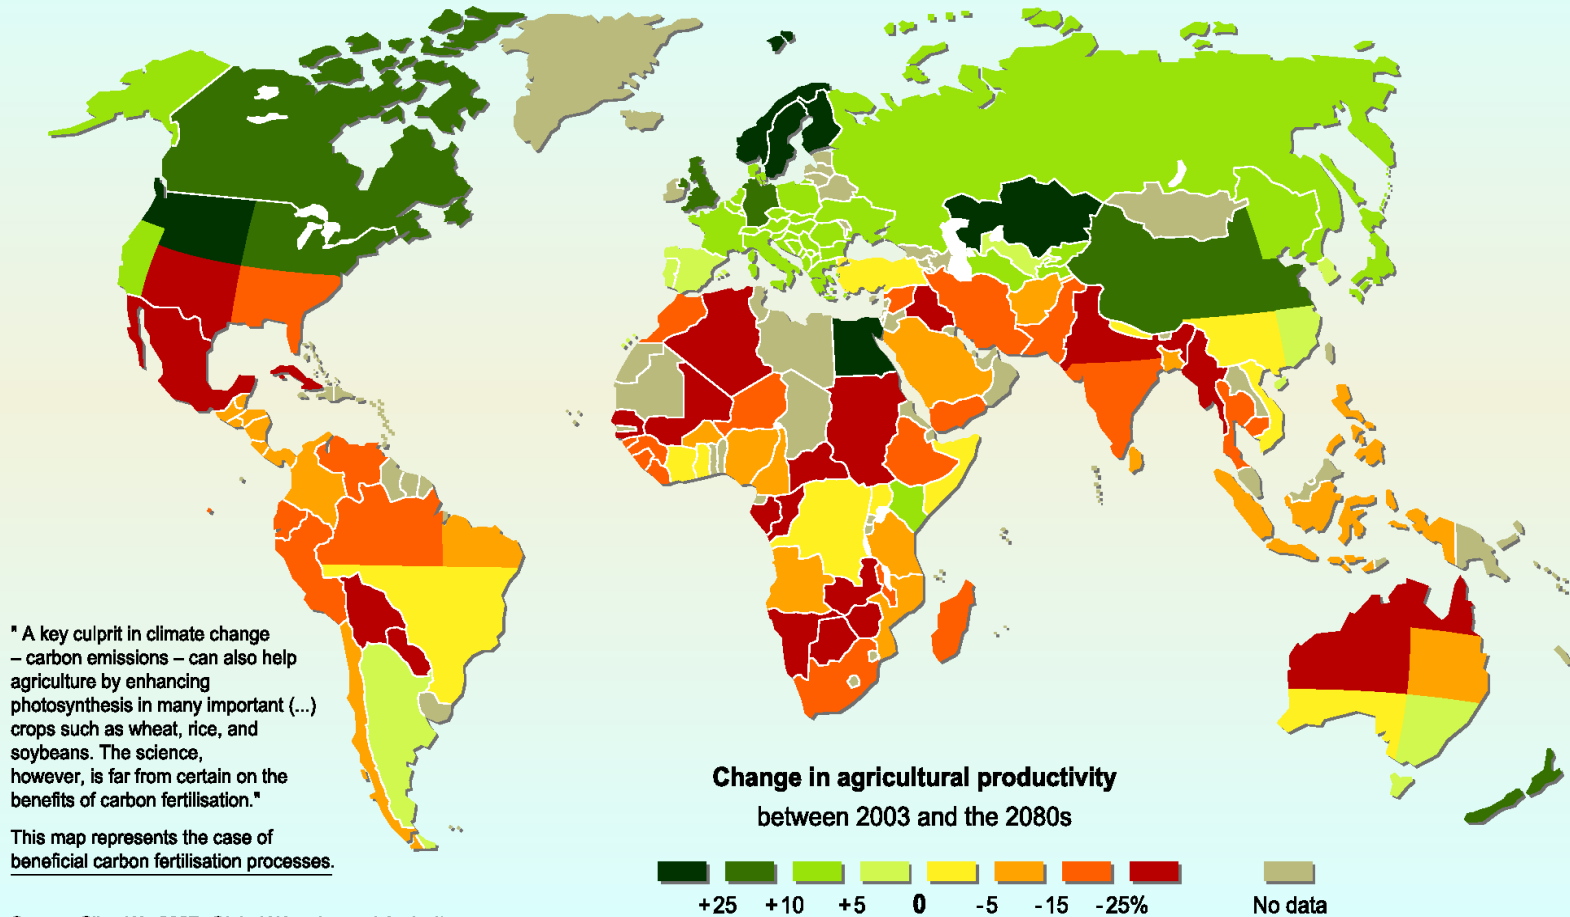 " A key culprit in climate change
– carbon emissions – can also help
agriculture by enhancing
photosynthesis in many important (...)
crops such as wheat, rice, and
soybeans. The science,
however, is far from certain on the
benefits of carbon fertilisation."
This map represents the case of
beneficial carbon fertilisation processes.
Change in agricultural productivity
between 2003 and the 2080s
+25 +10 +5 0 -5 -15 -25% No data